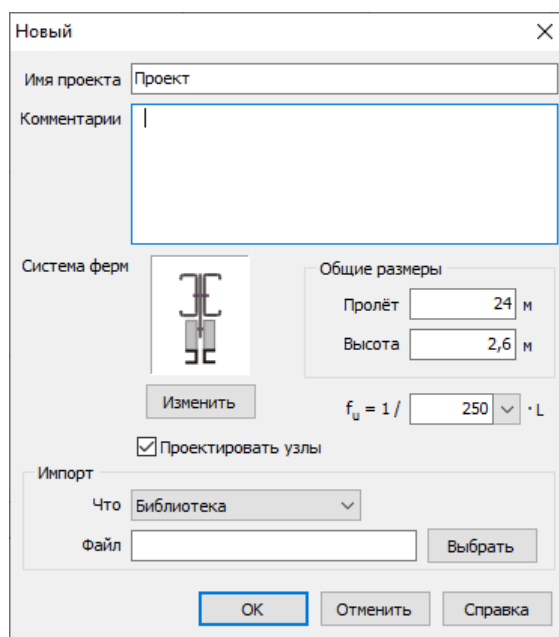 Новый
Имя проекта Проект
Комментарии
Система ферм
Общие размеры
Пролёт 24 м
Высота 2,6 м
Изменить
fu = 1 / 250 · L
Проектировать узлы
Импорт
Что Библиотека
Файл Выбрать
OK Отменить Справка